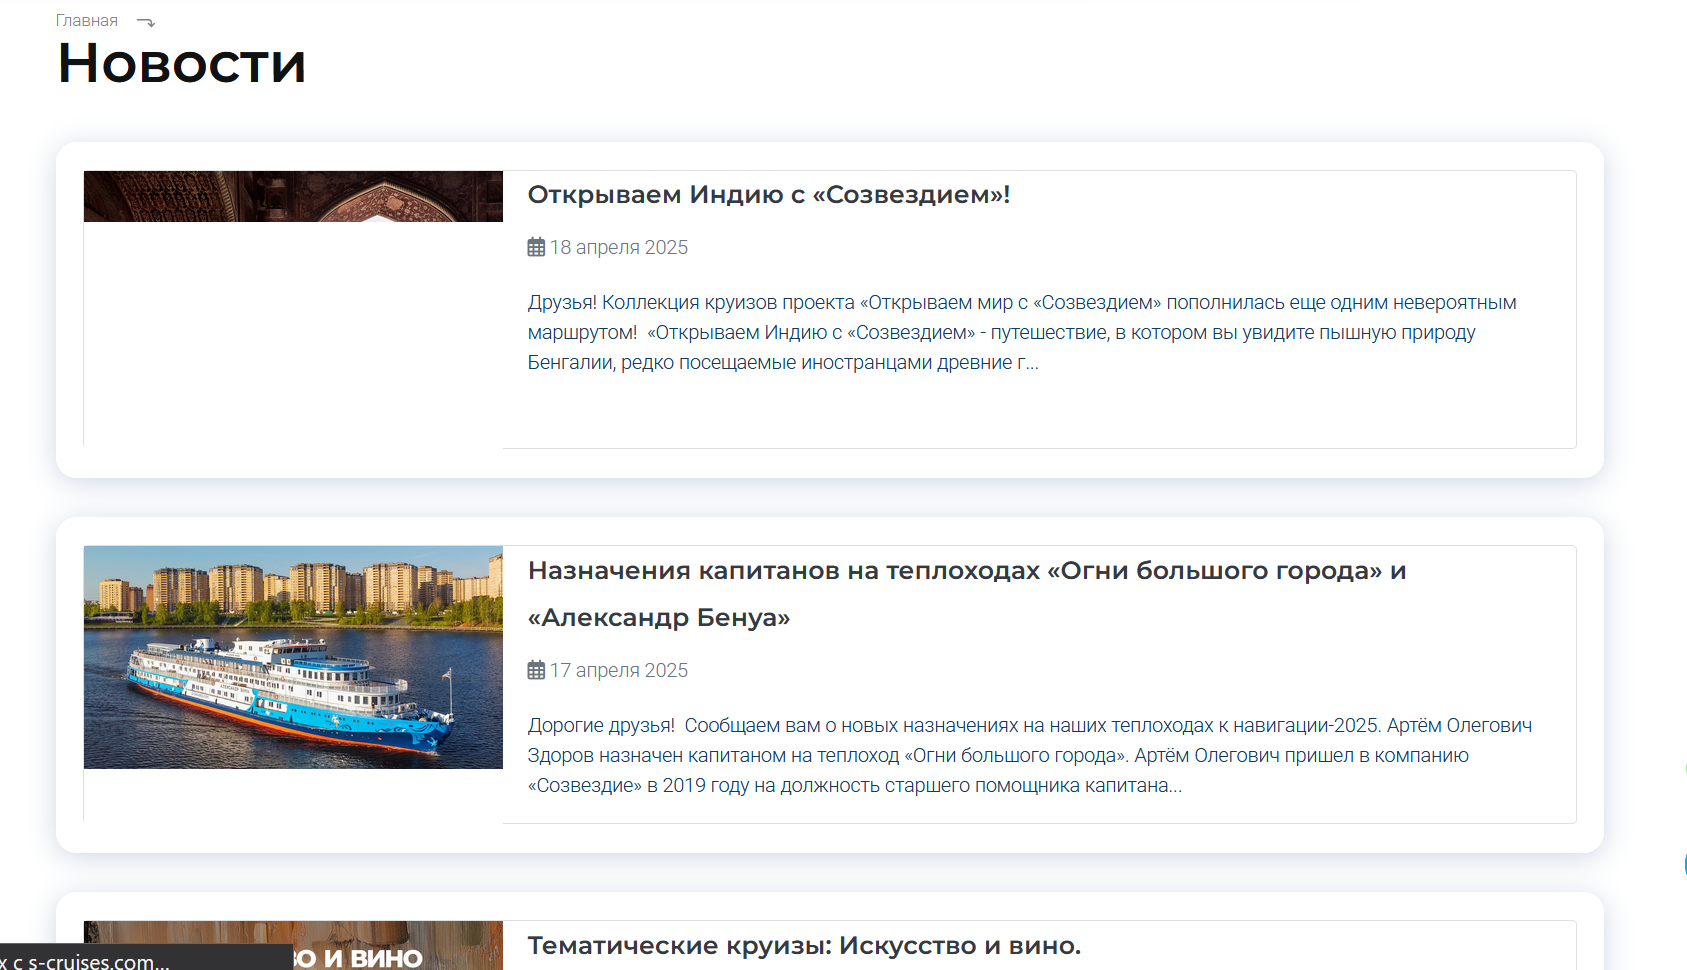 Главная
Новости
Открываем Индию с «Созвездием»!
18 апреля 2025
Друзья! Коллекция круизов проекта «Открываем мир с «Созвездием» пополнилась еще одним невероятным
маршрутом!  «Открываем Индию с «Созвездием» - путешествие, в котором вы увидите пышную природу
Бенгалии, редко посещаемые иностранцами древние г...
Назначения капитанов на теплоходах «Огни большого города» и
«Александр Бенуа»
17 апреля 2025
Дорогие друзья!  Сообщаем вам о новых назначениях на наших теплоходах к навигации-2025. Артём Олегович
Здоров назначен капитаном на теплоход «Огни большого города». Артём Олегович пришел в компанию
«Созвездие» в 2019 году на должность старшего помощника капитана...
Тематические круизы: Искусство и вино.
ВО И ВИНО
х с s-cruises.com...